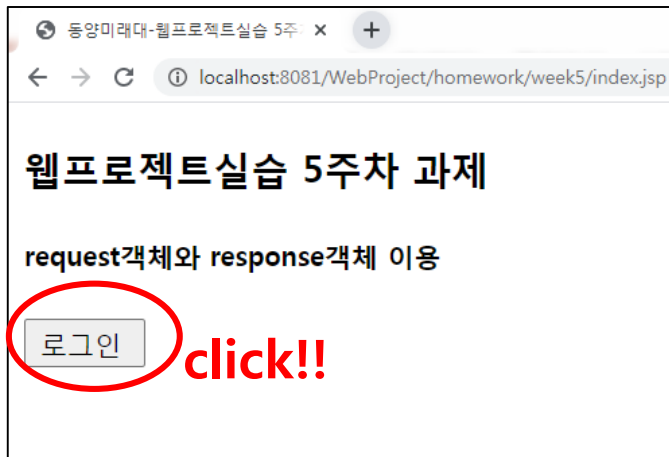 동양미래대-웹프로젝트실습 5주
localhost:8081/WebProject/homework/week5/index.jsp
웹프로젝트실습 5주차 과제
request객체와 response객체 이용
로그인
click!!